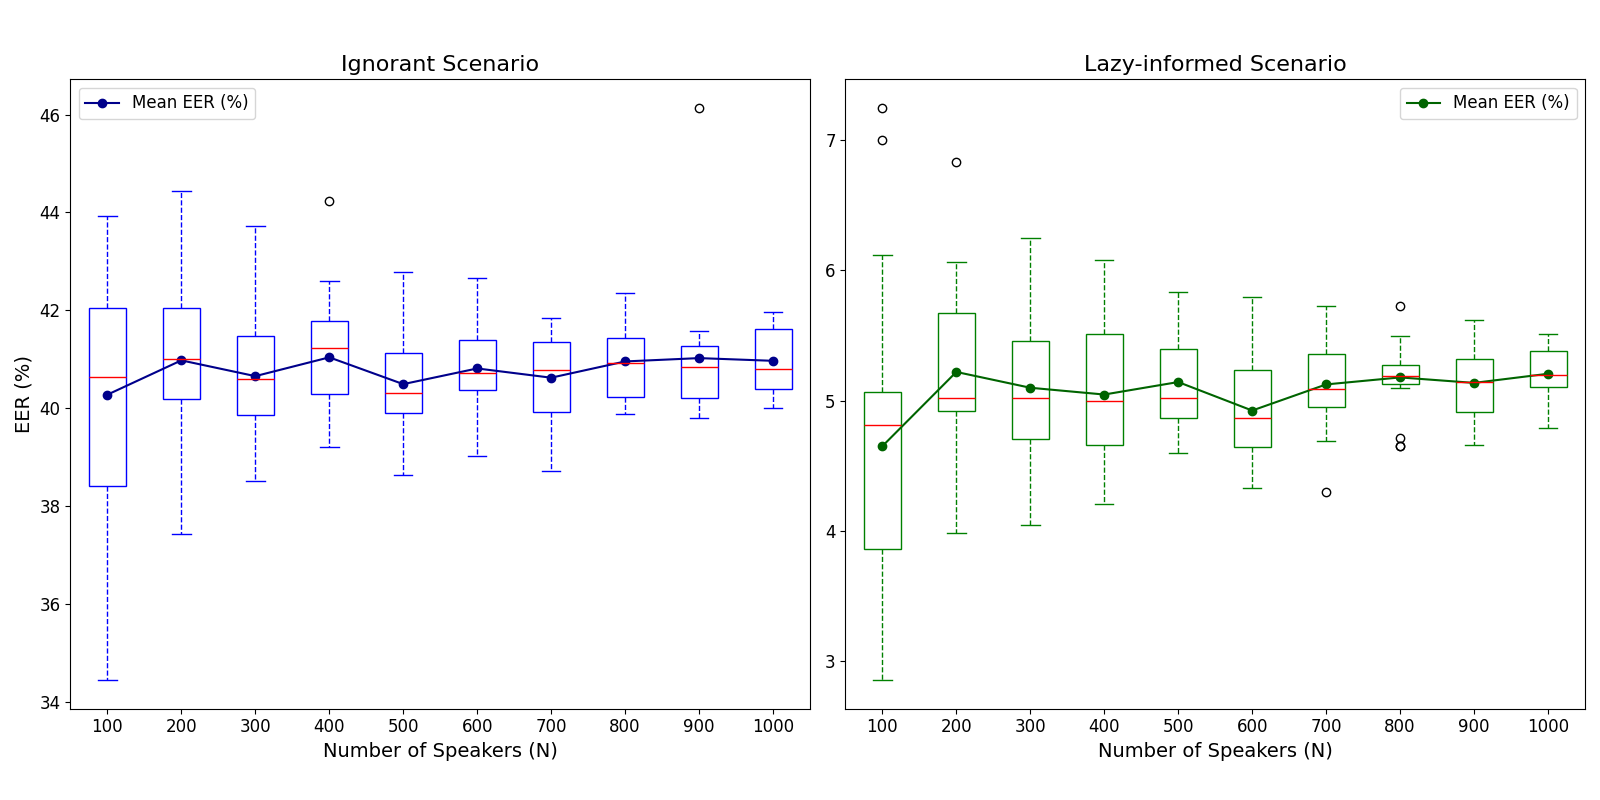 Ignorant Scenario
Mean EER (%)
EER (%)
46
44
42
40
38
36
34
100 200 300 400 500 600 700 800 900 1000
Number of Speakers (N)
Lazy-informed Scenario
Mean EER (%)
7
6
5
4
3
100 200 300 400 500 600 700 800 900 1000
Number of Speakers (N)